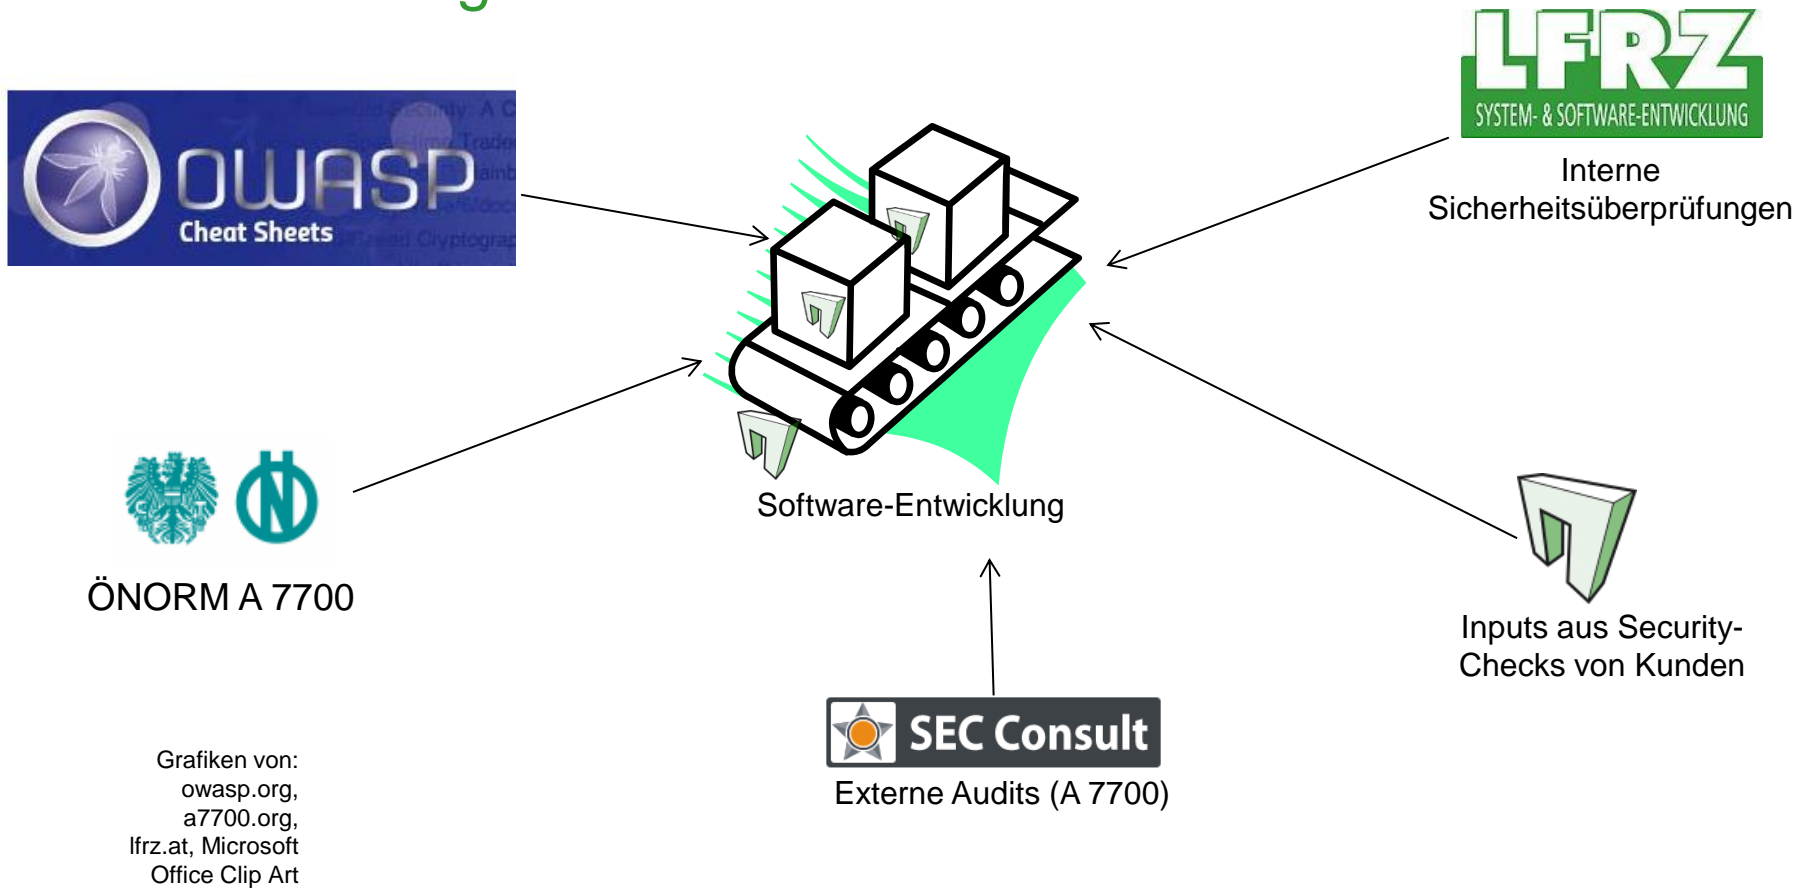 LFRZ
SYSTEM- & SOFTWARE-ENTWICKLUNG
Interne
Sicherheitsüberprüfungen
OWASP
Cheat Sheets
Software-Entwicklung
ÖNORM A 7700
Inputs aus Security-
Checks von Kunden
SEC Consult
Externe Audits (A 7700)
Grafiken von:
owasp.org,
a7700.org,
lfrz.at, Microsoft
Office Clip Art